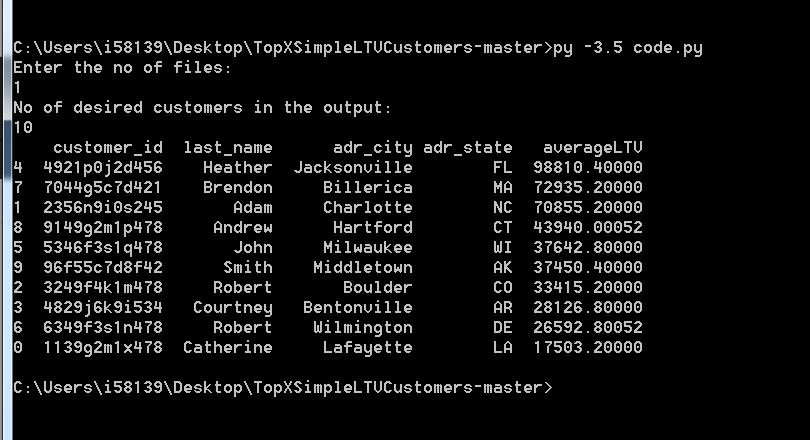 C:\Users\i58139\Desktop\TopXSimpleLTVCustomers-master>py -3.5 code.py
Enter the no of files:
1
No of desired customers in the output:
10
customer_id last_name adr_city adr_state averageLTV
4 4921p0j2d456 Heather Jacksonville FL 98810.40000
7 7044g5c7d421 Brendon Billerica MA 72935.20000
1 2356n9i0s245 Adam Charlotte NC 70855.20000
8 9149g2m1p478 Andrew Hartford CT 43940.00052
5 5346f3s1q478 John Milwaukee WI 37642.80000
9 96f55c7d8f42 Smith Middletown AK 37450.40000
2 3249f4k1m478 Robert Boulder CO 33415.20000
3 4829j6k9i534 Courtney Bentonville AR 28126.80000
6 6349f3s1n478 Robert Wilmington DE 26592.80052
0 1139g2m1x478 Catherine Lafayette LA 17503.20000
C:\Users\i58139\Desktop\TopXSimpleLTVCustomers-master>